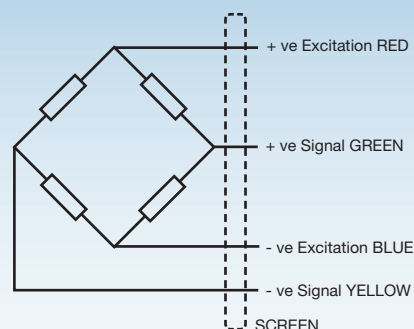 + ve Excitation RED
+ ve Signal GREEN
- ve Excitation BLUE
- ve Signal YELLOW
SCREEN